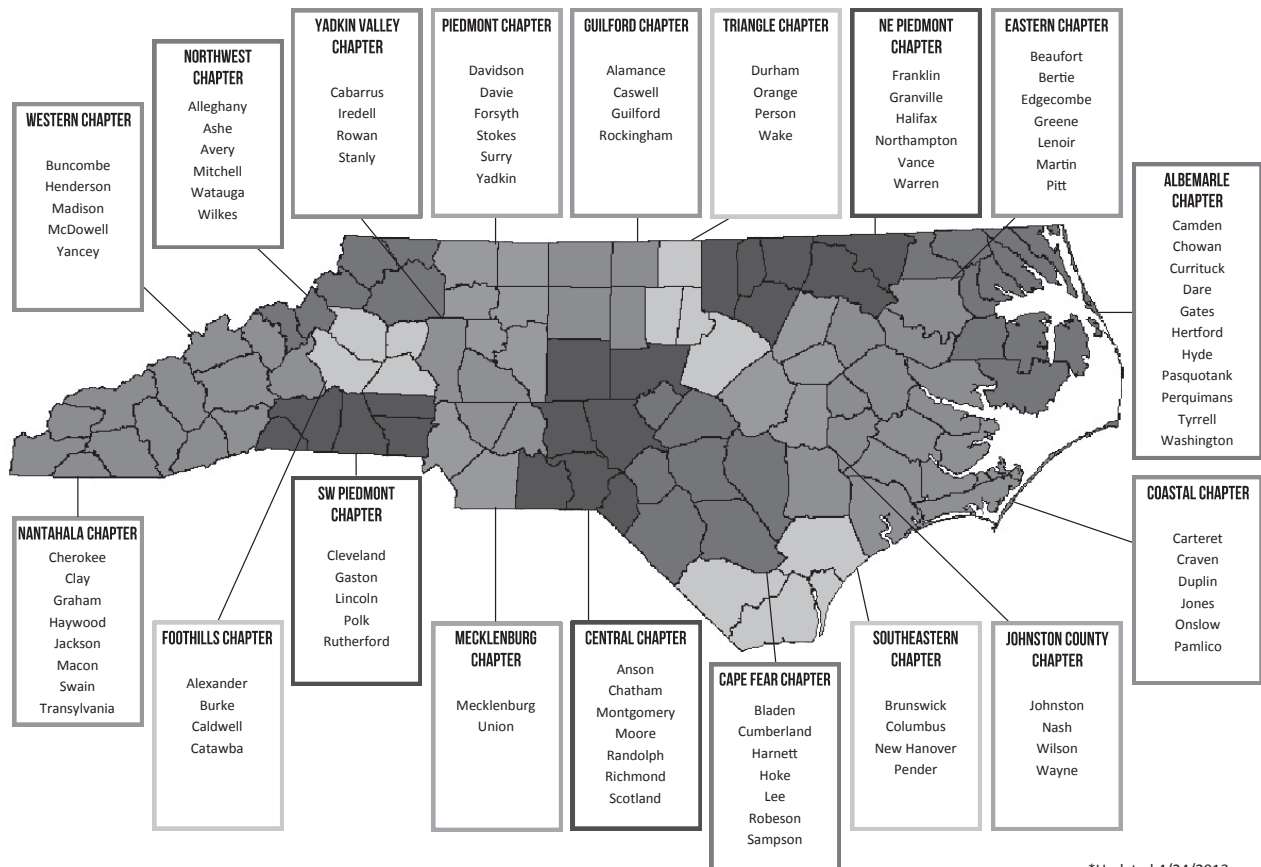 YADKIN VALLEY
CHAPTER
Cabarrus
Iredell
Rowan
Stanly
PIEDMONT CHAPTER
Davidson
Davie
Forsyth
Stokes
Surry
Yadkin
GUILFORD CHAPTER
Alamance
Caswell
Guilford
Rockingham
TRIANGLE CHAPTER
Durham
Orange
Person
Wake
NE PIEDMONT
CHAPTER
Franklin
Granville
Halifax
Northampton
Vance
Warren
EASTERN CHAPTER
Beaufort
Bertie
Edgecombe
Greene
Lenoir
Martin
Pitt
NORTHWEST
CHAPTER
Alleghany
Ashe
Avery
Mitchell
Watauga
Wilkes
WESTERN CHAPTER
Buncombe
Henderson
Madison
McDowell
Yancey
ALBEMARLE
CHAPTER
Camden
Chowan
Currituck
Dare
Gates
Hertford
Hyde
Pasquotank
Perquimans
Tyrrell
Washington
NANTAHALA CHAPTER
Cherokee
Clay
Graham
Haywood
Jackson
Macon
Swain
Transylvania
FOOTHILLS CHAPTER
Alexander
Burke
Caldwell
Catawba
SW PIEDMONT
CHAPTER
Cleveland
Gaston
Lincoln
Polk
Rutherford
MECKLENBURG
CHAPTER
Mecklenburg
Union
CENTRAL CHAPTER
Anson
Chatham
Montgomery
Moore
Randolph
Richmond
Scotland
CAPE FEAR CHAPTER
Bladen
Cumberland
Harnett
Hoke
Lee
Robeson
Sampson
SOUTHEASTERN
CHAPTER
Brunswick
Columbus
New Hanover
Pender
JOHNSTON COUNTY
CHAPTER
Johnston
Nash
Wilson
Wayne
COASTAL CHAPTER
Carteret
Craven
Duplin
Jones
Onslow
Pamlico